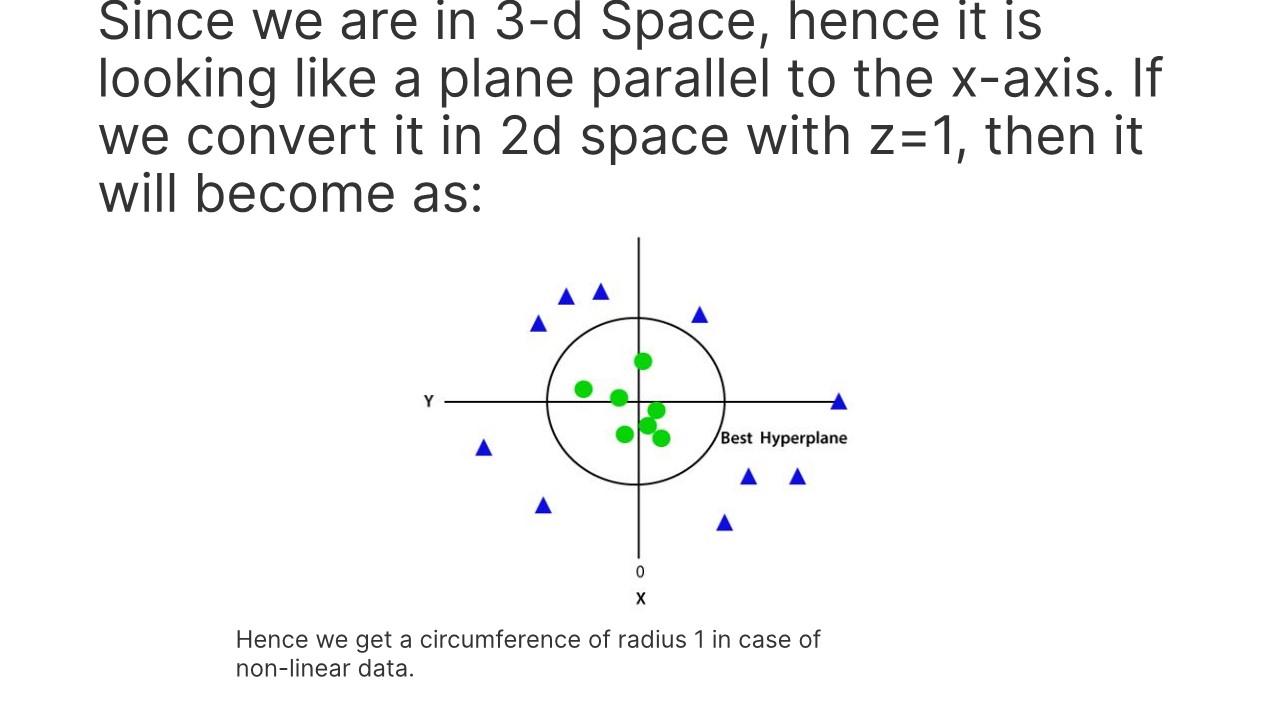 Since we are in 3-d Space, hence it is
looking like a plane parallel to the x-axis. If
we convert it in 2d space with z=1, then it
will become as:
Y
Best Hyperplane
0
X
Hence we get a circumference of radius 1 in case of
non-linear data.